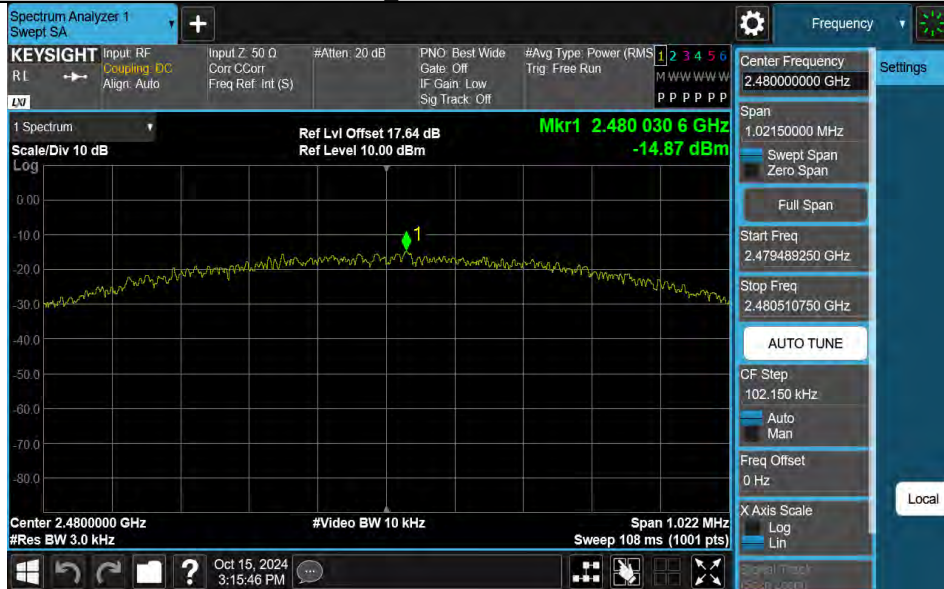 Spectrum Analyzer 1
Swept SA
+
Frequency
KEYSIGHT
RL
LXI
Input: RF
Coupling: DC
Align: Auto
Input Z: 50 Ω
Corr CCorr
Freq Ref: Int (S)
#Atten: 20 dB
PNO: Best Wide
Gate: Off
IF Gain: Low
Sig Track: Off
#Avg Type: Power (RMS
Trig: Free Run
1 2 3 4 5 6
M W W W W W
P P P P P P
1 Spectrum
Scale/Div 10 dB
Ref Lvl Offset 17.64 dB
Ref Level 10.00 dBm
Mkr1 2.480 030 6 GHz
-14.87 dBm
Log
0.00
-10.0
-20.0
-30.0
-40.0
-50.0
-60.0
-70.0
-80.0
1
Center 2.4800000 GHz
#Res BW 3.0 kHz
#Video BW 10 kHz
Span 1.022 MHz
Sweep 108 ms (1001 pts)
?
Oct 15, 2024
3:15:46 PM
Center Frequency
2.480000000 GHz
Settings
Span
1.02150000 MHz
Swept Span
Zero Span
Full Span
Start Freq
2.479489250 GHz
Stop Freq
2.480510750 GHz
AUTO TUNE
CF Step
102.150 kHz
Auto
Man
Freq Offset
0 Hz
Local
X Axis Scale
Log
Lin
Signal Track
(Span Zoom)